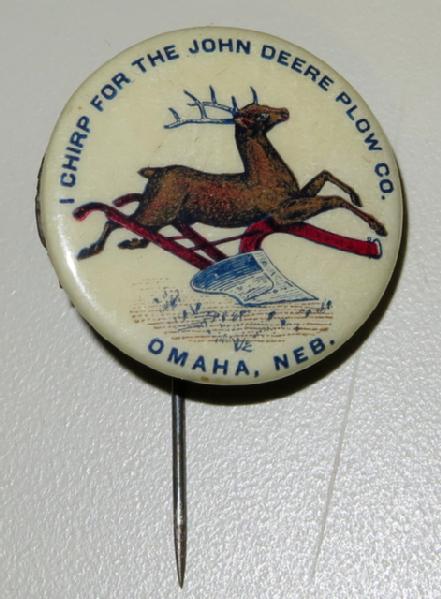 I CHIRP FOR THE JOHN DEERE PLOW CO.
OMAHA, NEB.